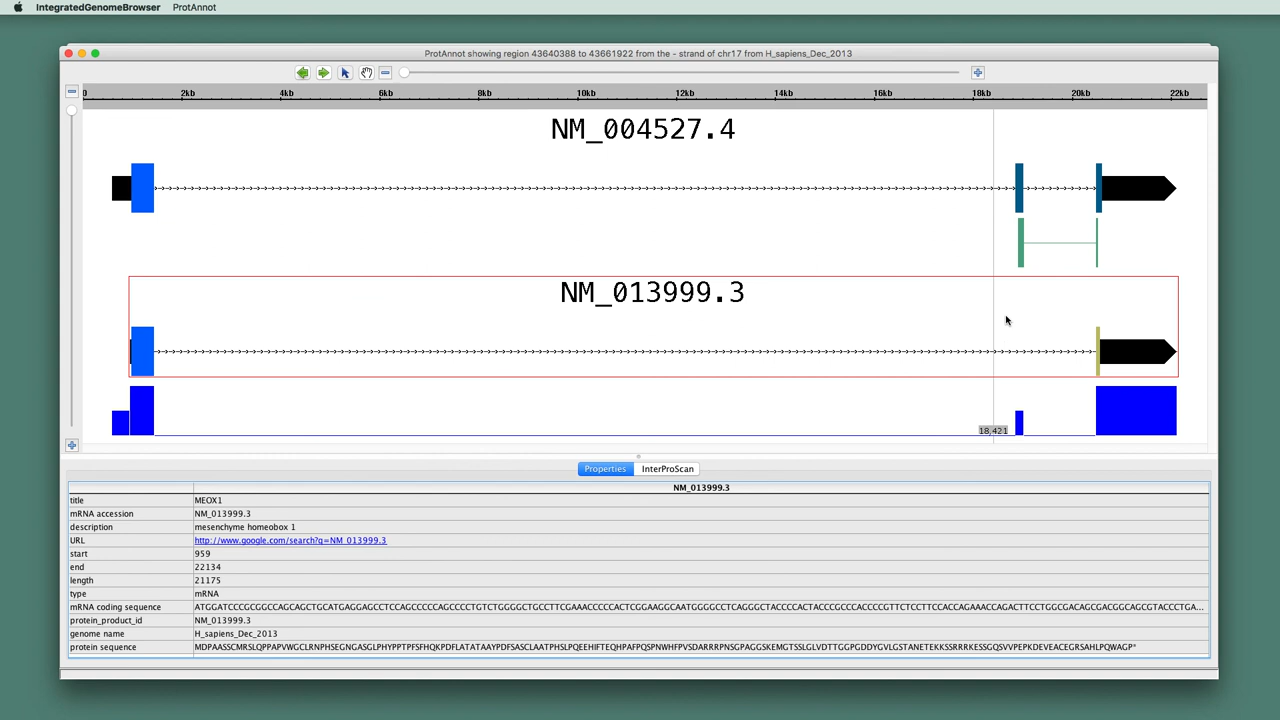 IntegratedGenomeBrowser ProtAnnot
ProtAnnot showing region 43640388 to 43661922 from the - strand of chr17 from H_sapiens_Dec_2013
0 2kb 4kb 6kb 8kb 10kb 12kb 14kb 16kb 18kb 20kb 22kb
NM_004527.4
NM_013999.3
18,421
Properties InterProScan
NM_013999.3
title MEOX1
mRNA accession NM_013999.3
description mesenchyme homeobox 1
URL http://www.google.com/search?q=NM_013999.3
start 959
end 22134
length 21175
type mRNA
mRNA coding sequence ATGGATCCCGCGGCCAGCAGCTGCATGAGGAGCCTCCAGCCCCCAGCCCCTGTCTGGGGCTGCCTTCGAAACCCCCACTCGGAAGGCAATGGGGCCTCAGGGCTACCCCACTACCCGCCCACCCCGTTCTCCTTCCACCAGAAACCAGACTTCCTGGCGACAGCGACGGCAGCGTACCCTGA...
protein_product_id NM_013999.3
genome name H_sapiens_Dec_2013
protein sequence MDPAASSCMRSLQPPAPVWGCLRNPHSEGNGASGLPHYPPTPFSFHQKPDFLATATAAYPDFSASCLAATPHSLPQEEHIFTEQHPAFPQSPNWHFPVSDARRRPNSGPAGGSKEMGTSSLGLVDTTGGPGDDYGVLGSTANETEKKSSRRRKESSGQSVVPEPKDEVEACEGRSAHLPQWAGP*